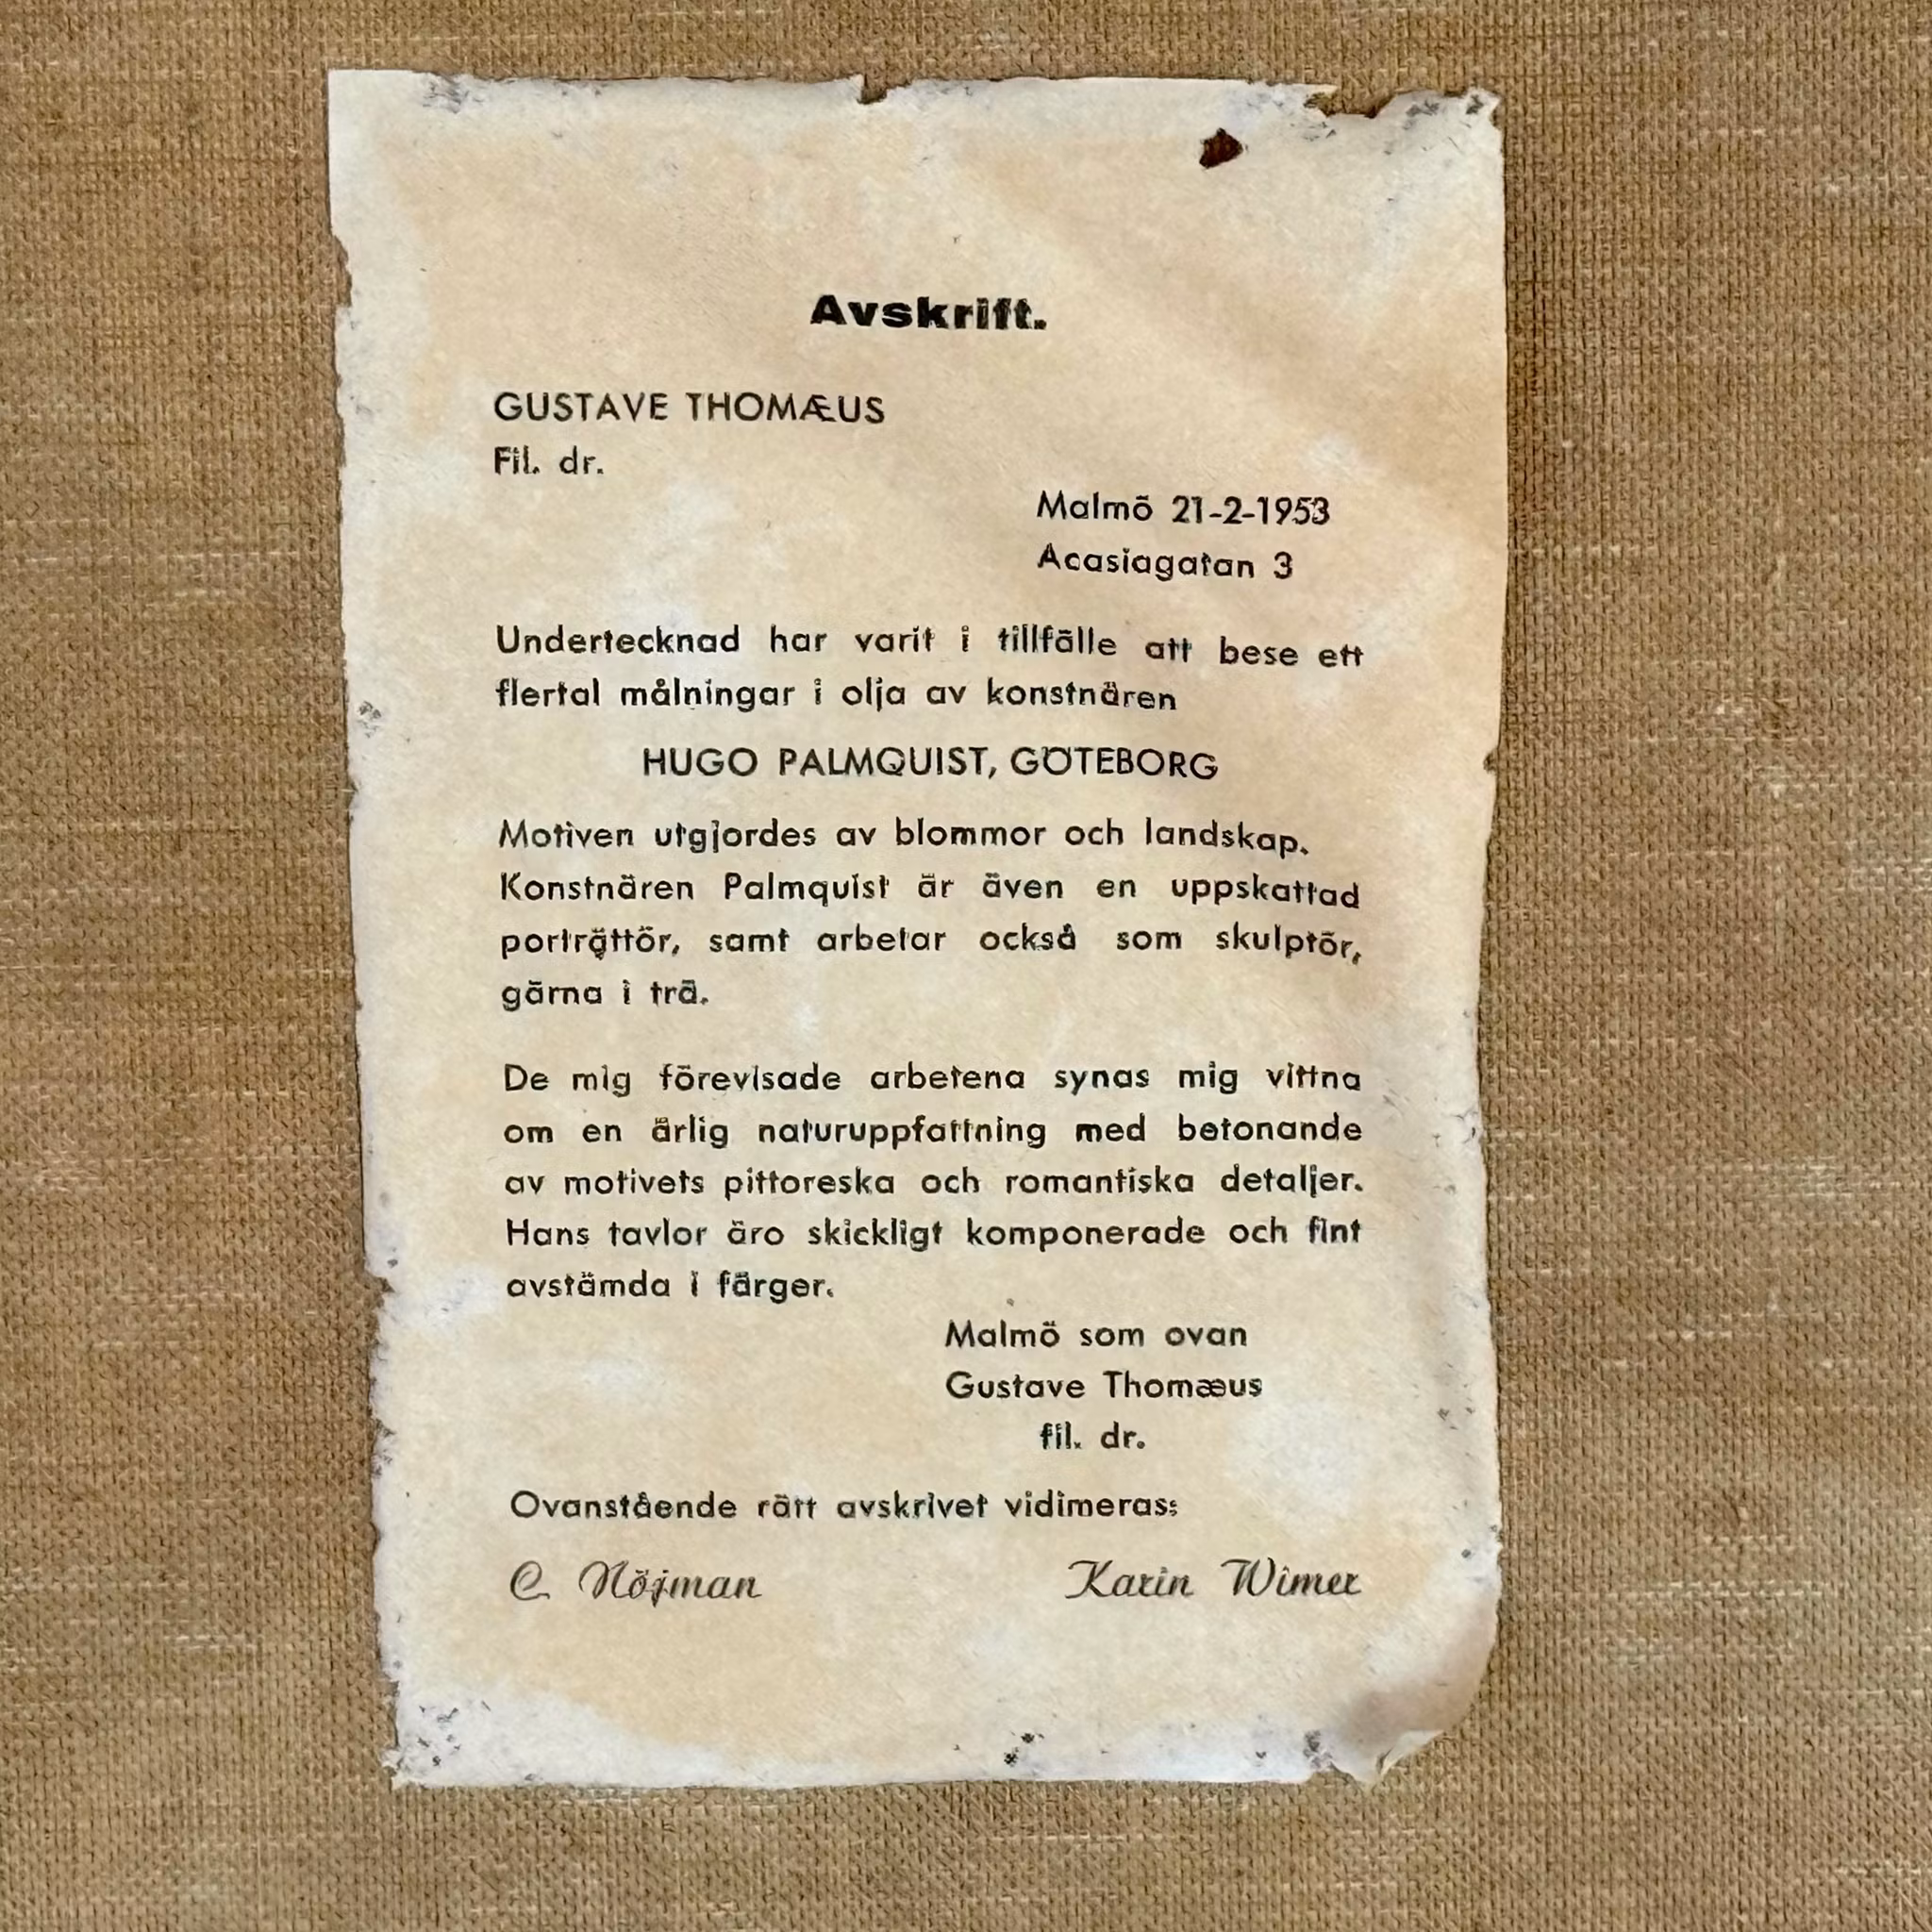 Avskrift.
GUSTAVE THOMÆUS
Fil. dr.
Malmö 21-2-1953
Acasiagatan 3
Undertecknad har varit i tillfälle att bese ett
flertal målningar i olja av konstnären
HUGO PALMQUIST, GÖTEBORG
Motiven utgjordes av blommor och landskap.
Konstnären Palmquist är även en uppskattad
porträttör, samt arbetar också som skulptör,
gärna i trä.
De mig förevisade arbetena synas mig vittna
om en ärlig naturuppfattning med betonande
av motivets pittoreska och romantiska detaljer.
Hans tavlor äro skickligt komponerade och fint
avstämda i färger.
Malmö som ovan
Gustave Thomæus
fil. dr.
Ovanstående rätt avskrivet vidimeras:
C Nöjman Karin Wimer